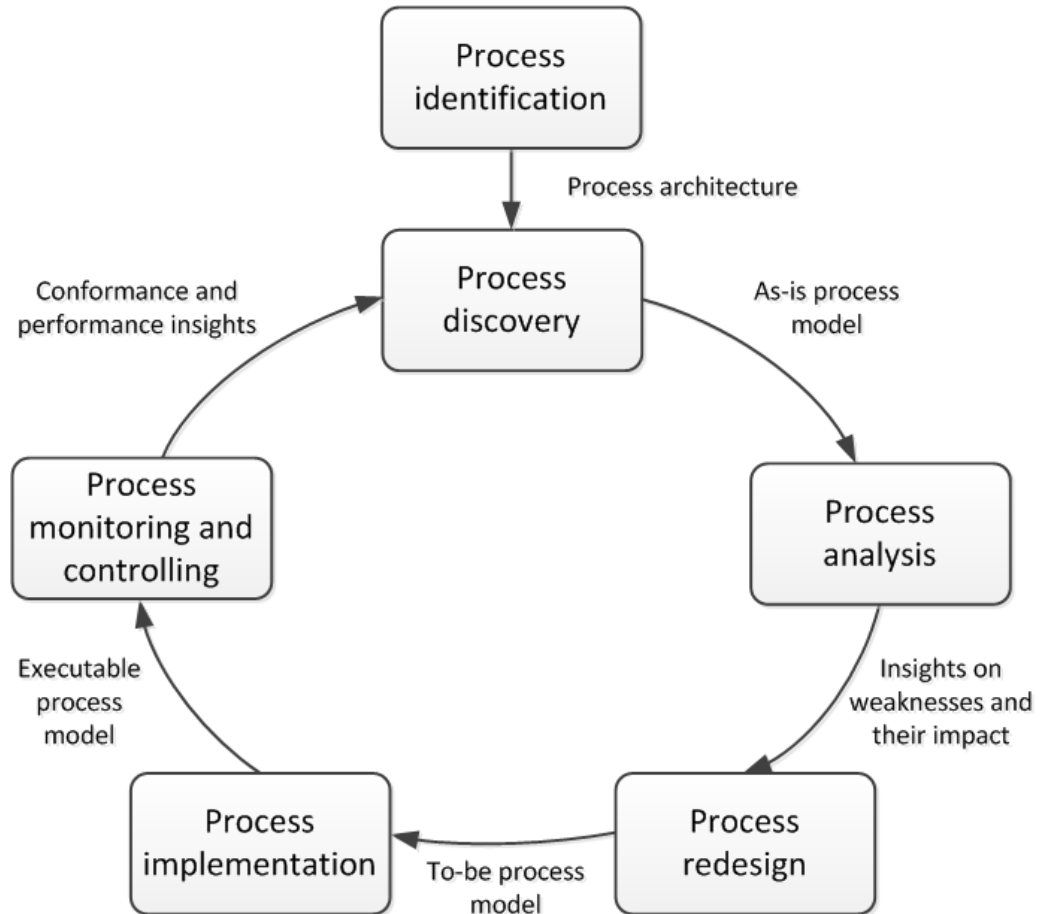 Process
identification
Process architecture
Process
discovery
Conformance and
performance insights
As-is process
model
Process
monitoring and
controlling
Process
analysis
Executable
process
model
Insights on
weaknesses and
their impact
Process
implementation
To-be process
model
Process
redesign